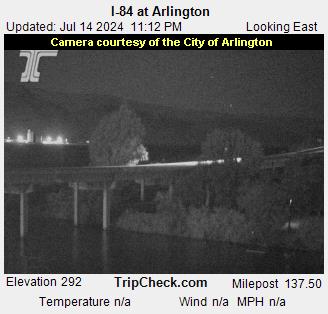 I-84 at Arlington
Updated: Jul 14 2024 11:12 PM Looking East
Camera courtesy of the City of Arlington
Elevation 292 TripCheck.com Milepost 137.50
Temperature n/a Wind n/a MPH n/a